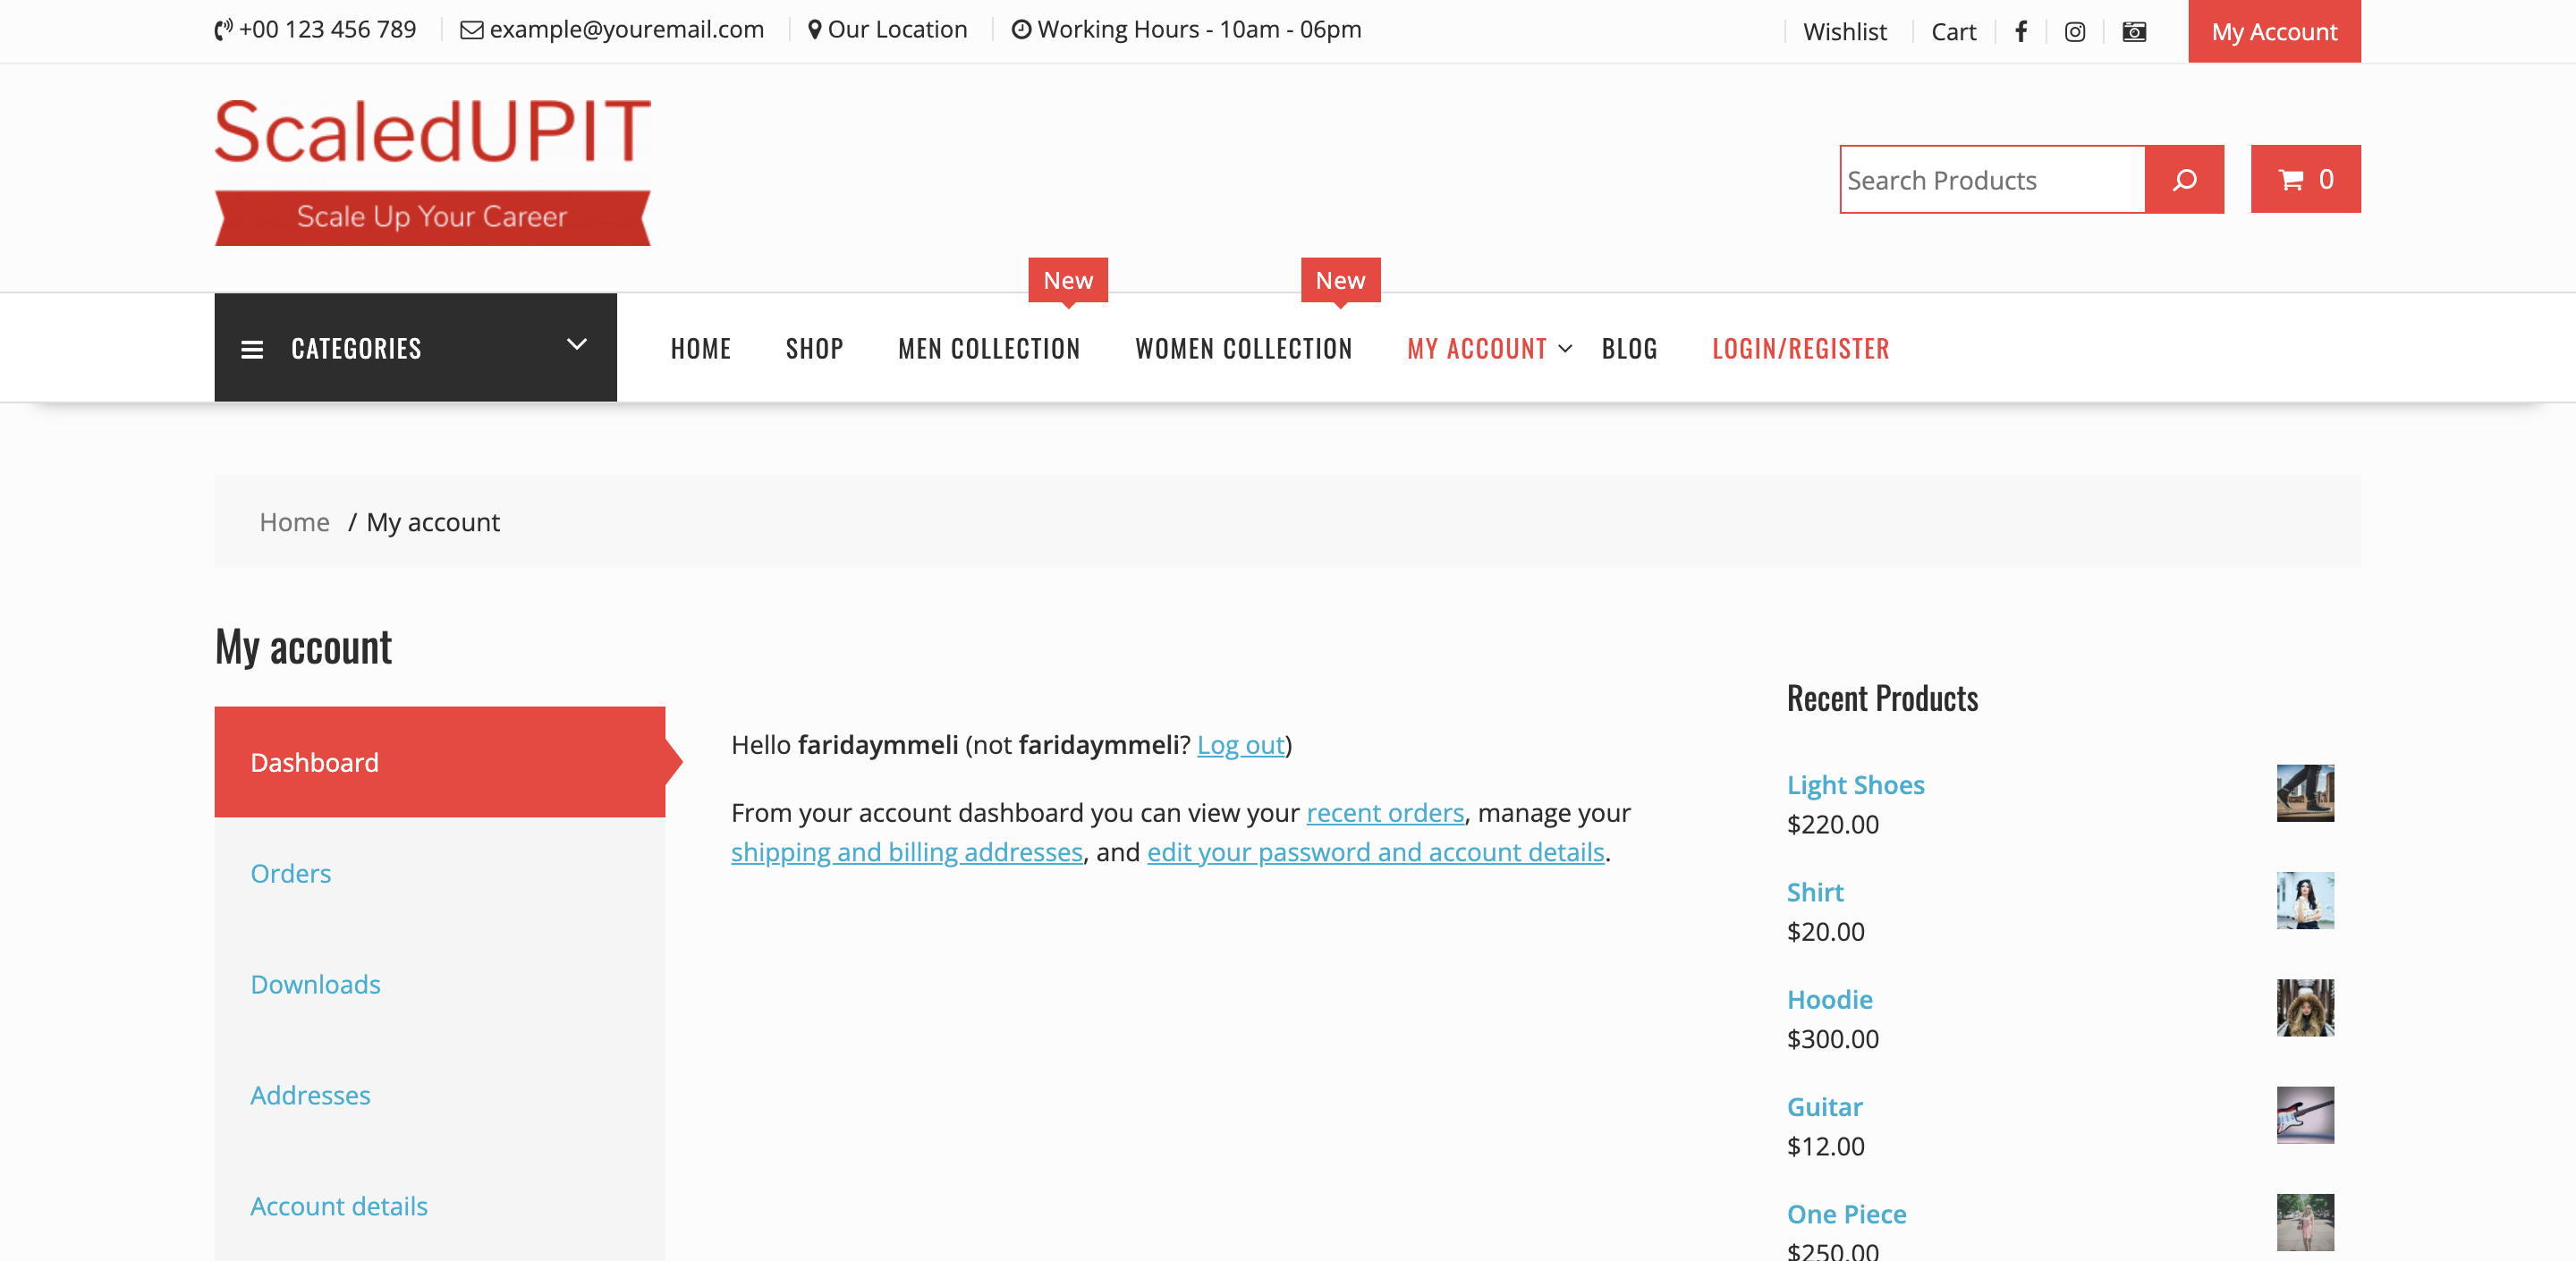 +00 123 456 789
example@youremail.com
Our Location
Working Hours - 10am - 06pm
Wishlist
Cart
My Account
ScaledUPIT
Scale Up Your Career
Search Products
0
New
New
CATEGORIES
HOME
SHOP
MEN COLLECTION
WOMEN COLLECTION
MY ACCOUNT
BLOG
LOGIN/REGISTER
Home / My account
My account
Dashboard
Orders
Downloads
Addresses
Account details
Hello faridaymmeli (not faridaymmeli? Log out)
From your account dashboard you can view your recent orders, manage your
shipping and billing addresses, and edit your password and account details.
Recent Products
Light Shoes
$220.00
Shirt
$20.00
Hoodie
$300.00
Guitar
$12.00
One Piece
$250.00